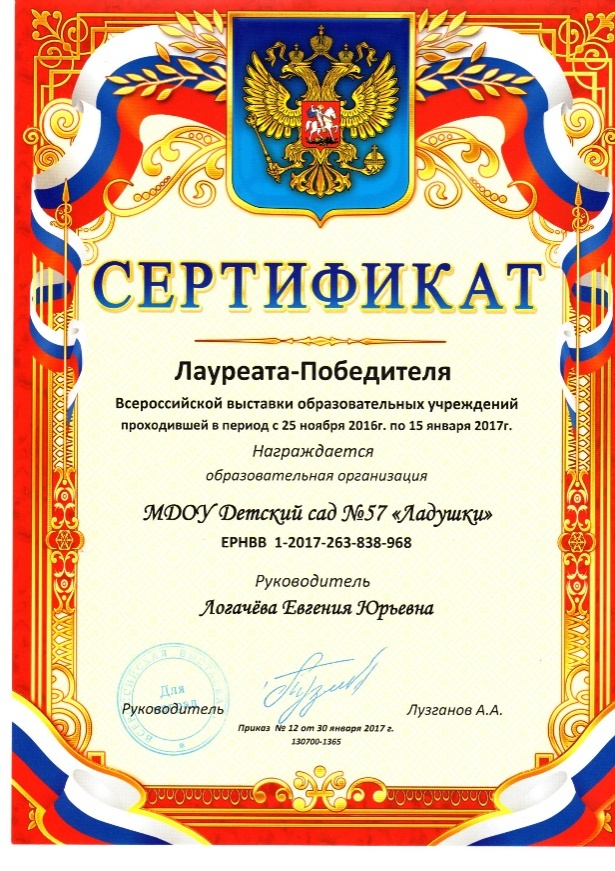 СЕРТИФИКАТ
Лауреата-Победителя
Всероссийской выставки образовательных учреждений
проходившей в период с 25 ноября 2016г. по 15 января 2017г.
Награждается
образовательная организация
МДОУ Детский сад №57 «Ладушки»
ЕРНВВ 1-2017-263-838-968
Руководитель
Логачёва Евгения Юрьевна
Для
Руководитель
Лузганов А.А.
Приказ № 12 от 30 января 2017 г.
130700-1365